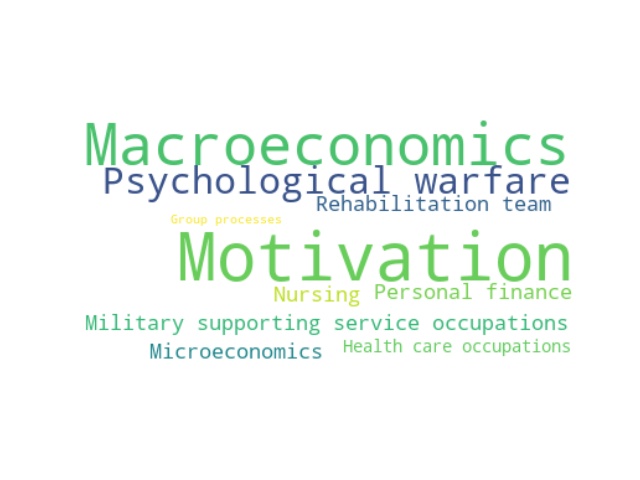 Macroeconomics
Psychological warfare
Rehabilitation team
Group processes
Motivation
Nursing
Personal finance
Military supporting service occupations
Microeconomics
Health care occupations